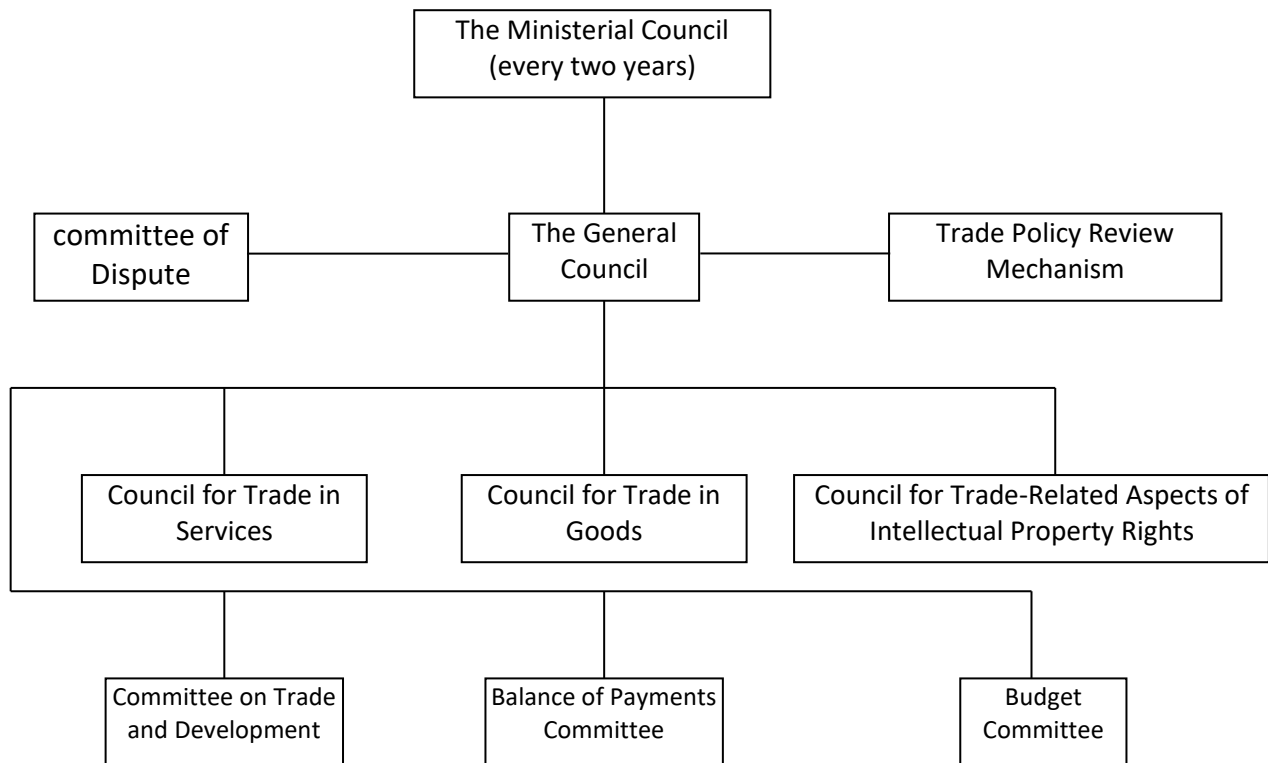 The Ministerial Council
(every two years)
committee of
Dispute
The General
Council
Trade Policy Review
Mechanism
Council for Trade in
Services
Council for Trade in
Goods
Council for Trade-Related Aspects of
Intellectual Property Rights
Committee on Trade
and Development
Balance of Payments
Committee
Budget
Committee